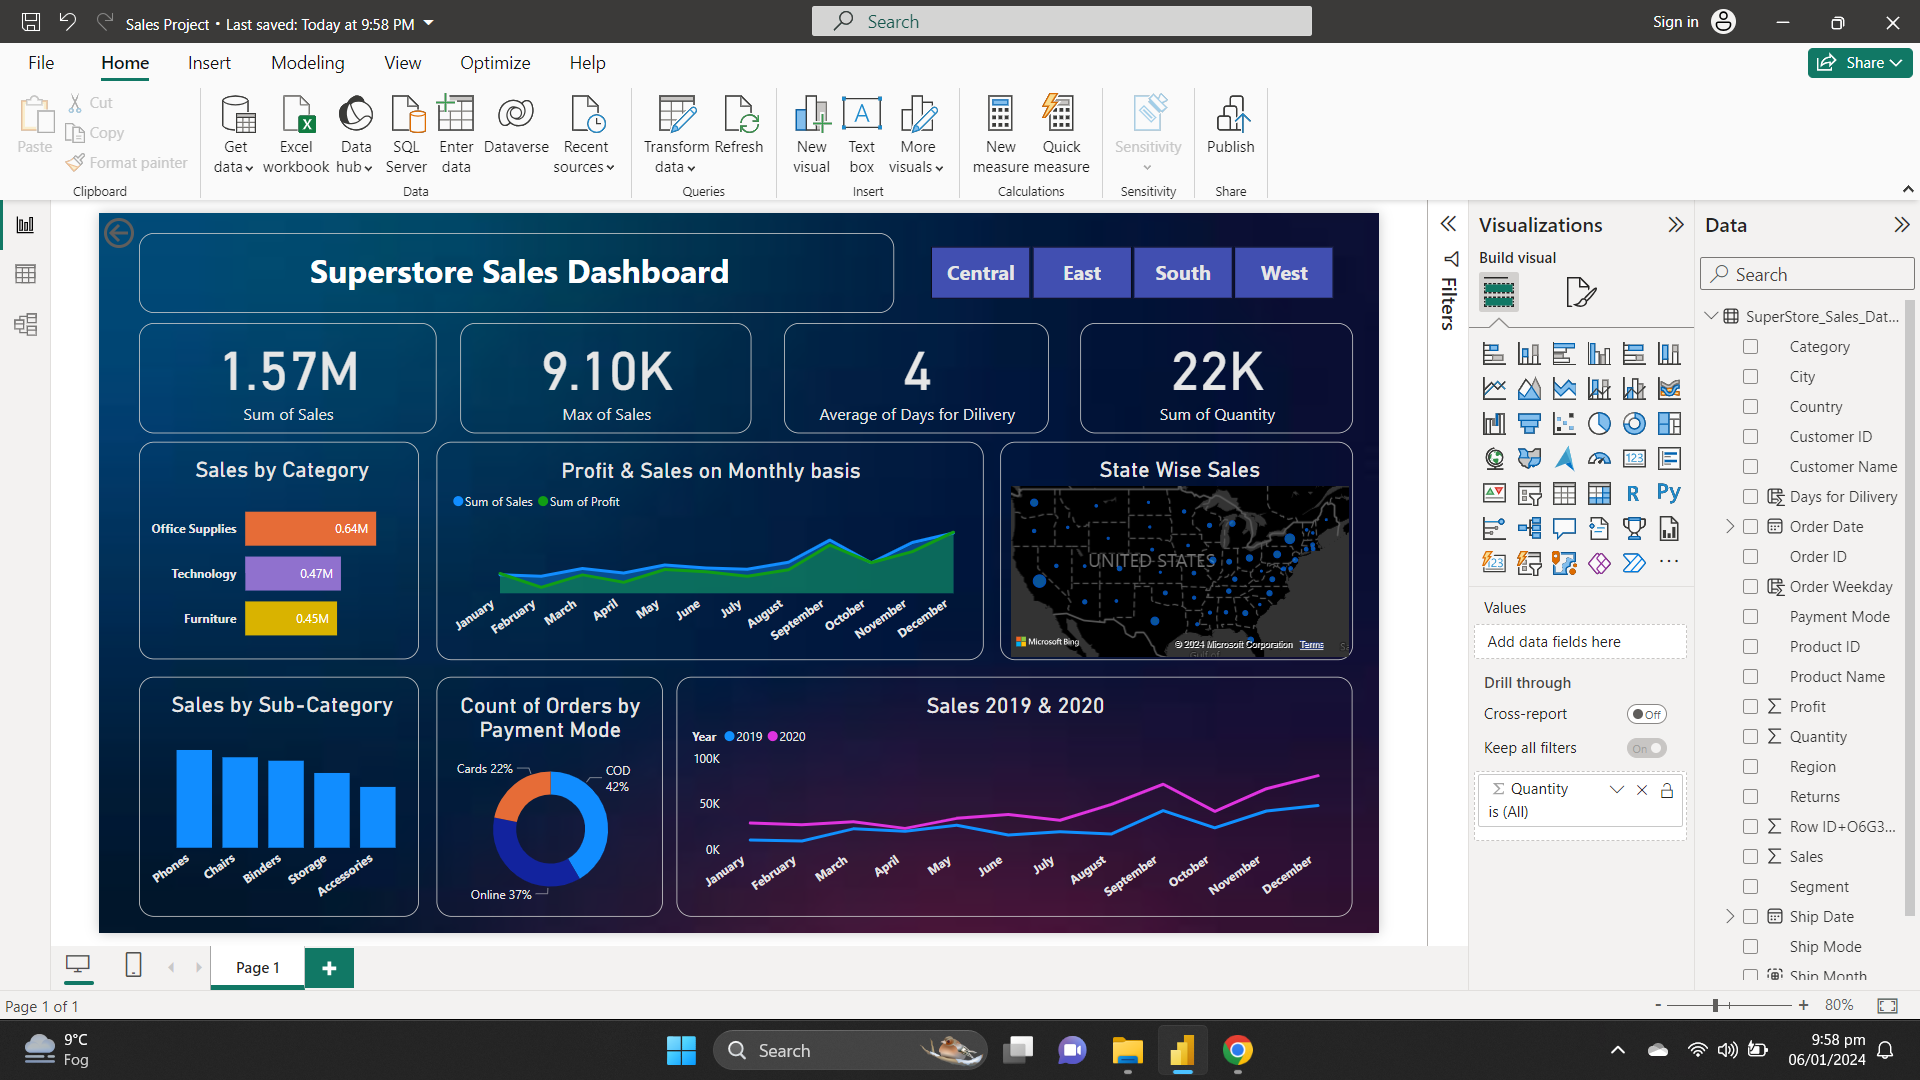 Sales Project • Last saved: Today at 9:58 PM
Search
Sign in
File
Home
Insert
Modeling
View
Optimize
Help
Share
Paste
Cut
Copy
Format painter
Clipboard
Get data
Excel workbook
Data hub
SQL Server
Enter data
Dataverse
Recent sources
Data
Transform data
Refresh
Queries
New visual
Text box
More visuals
Insert
New measure
Quick measure
Calculations
Sensitivity
Sensitivity
Publish
Share
Superstore Sales Dashboard
Central
East
South
West
1.57M
Sum of Sales
9.10K
Max of Sales
4
Average of Days for Dilivery
22K
Sum of Quantity
Sales by Category
Office Supplies
0.64M
Technology
0.47M
Furniture
0.45M
Profit & Sales on Monthly basis
Sum of Sales
Sum of Profit
January
February
March
April
May
June
July
August
September
October
November
December
State Wise Sales
UNITED STATES
Microsoft Bing
© 2024 Microsoft Corporation
Terms
Sales by Sub-Category
Phones
Chairs
Binders
Storage
Accessories
Count of Orders by
Payment Mode
Cards 22%
COD
42%
Online 37%
Sales 2019 & 2020
Year
2019
2020
100K
50K
0K
January
February
March
April
May
June
July
August
September
October
November
December
Filters
Visualizations
Build visual
123
R
Py
123
Values
Add data fields here
Drill through
Cross-report
Off
Keep all filters
On
Quantity
is (All)
Data
Search
SuperStore_Sales_Dat...
Category
City
Country
Customer ID
Customer Name
Days for Dilivery
Order Date
Order ID
Order Weekday
Payment Mode
Product ID
Product Name
Profit
Quantity
Region
Returns
Row ID+O6G3...
Sales
Segment
Ship Date
Ship Mode
Ship Month
Page 1
Page 1 of 1
- + 80%
9°C
Fog
Search
9:58 pm
06/01/2024